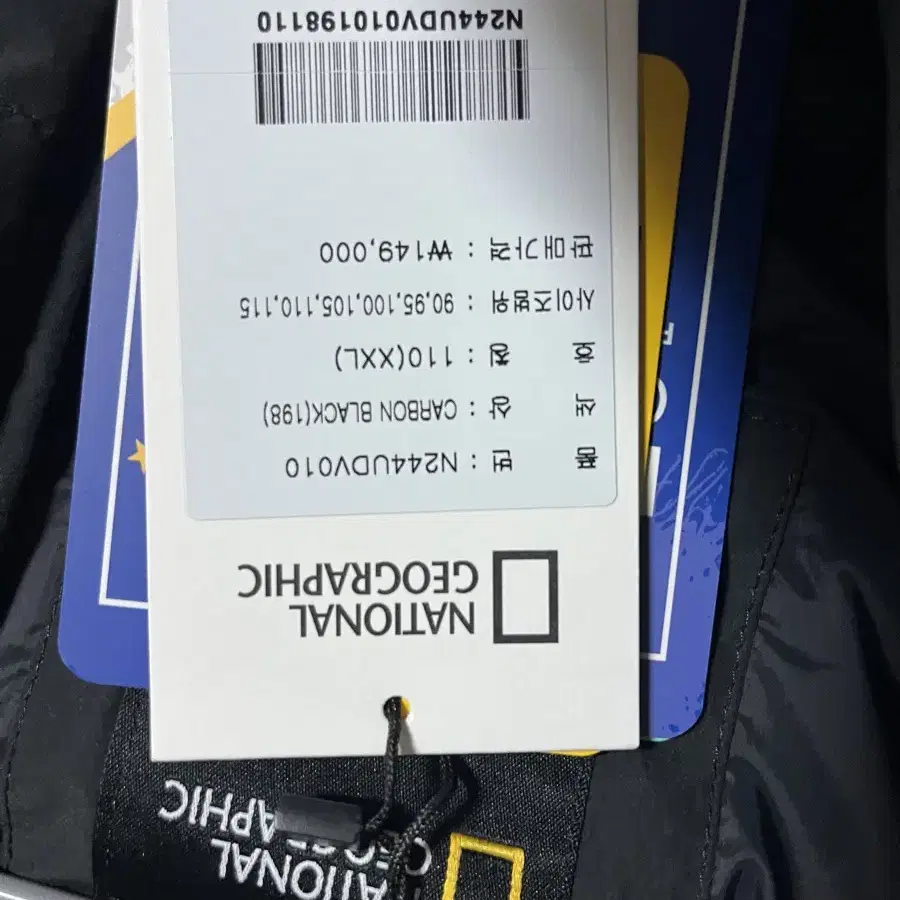 NATIONAL
GEOGRAPHIC
NATIONAL
GEOGRAPHIC
품 번 : N244UDV010
색 상 : CARBON BLACK(198)
호 칭 : 110(XXL)
사이즈범위 : 90,95,100,105,110,115
판매가격 : ₩149,000
N244UDV010198110